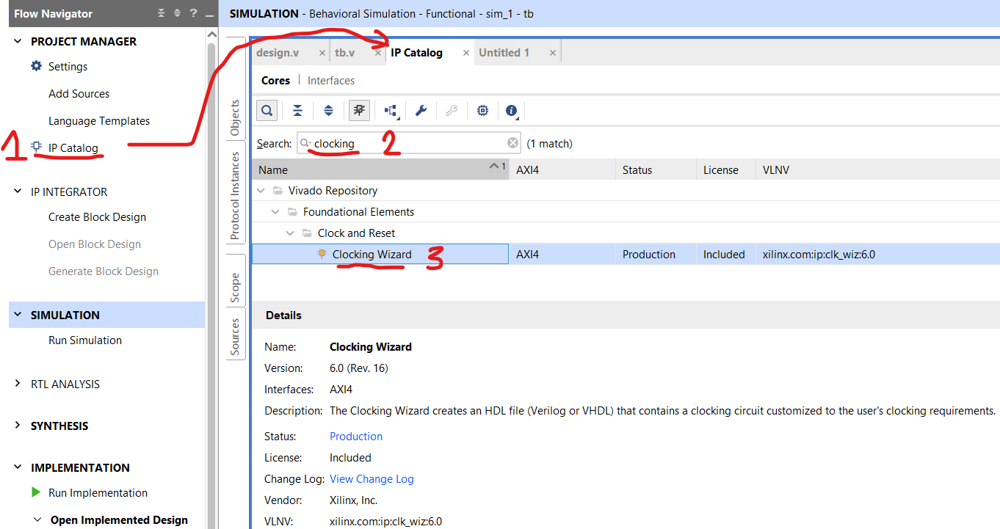 Flow Navigator
?
SIMULATION - Behavioral Simulation - Functional - sim_1 - tb
PROJECT MANAGER
Settings
Add Sources
Language Templates
1
IP Catalog
IP INTEGRATOR
Create Block Design
Open Block Design
Generate Block Design
SIMULATION
Run Simulation
RTL ANALYSIS
SYNTHESIS
IMPLEMENTATION
Run Implementation
Open Implemented Design
Objects
Protocol Instances
Scope
Sources
design.v × tb.v × IP Catalog × Untitled 1 ×
Cores | Interfaces
Search: clocking 2 (1 match)
Name 1 AXI4 Status License VLNV
Vivado Repository
Foundational Elements
Clock and Reset
Clocking Wizard 3 AXI4 Production Included xilinx.com:ip:clk_wiz:6.0
Details
Name: Clocking Wizard
Version: 6.0 (Rev. 16)
Interfaces: AXI4
Description: The Clocking Wizard creates an HDL file (Verilog or VHDL) that contains a clocking circuit customized to the user's clocking requirements.
Status: Production
License: Included
Change Log: View Change Log
Vendor: Xilinx, Inc.
VLNV: xilinx.com:ip:clk_wiz:6.0